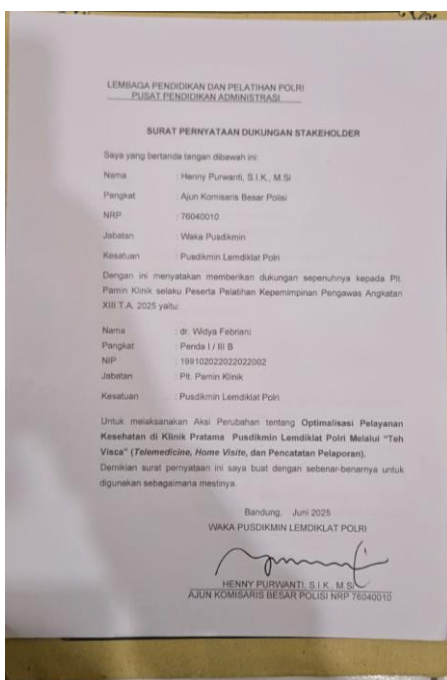 LEMBAGA PENDIDIKAN DAN PELATIHAN POLRI
PUSAT PENDIDIKAN ADMINISTRASI
SURAT PERNYATAAN DUKUNGAN STAKEHOLDER
Saya yang bertanda tangan dibawah ini:
Nama : Henny Purwanti, S.I.K., M.Si
Pangkat : Ajun Komisaris Besar Polisi
NRP : 76040010
Jabatan : Waka Pusdikmin
Kesatuan : Pusdikmin Lemdiklat Polri
Dengan ini menyatakan memberikan dukungan sepenuhnya kepada Plt.
Pamin Klinik selaku Peserta Pelatihan Kepemimpinan Pengawas Angkatan
XIII T.A. 2025 yaitu:
Nama : dr. Widya Febriani
Pangkat : Penda I / III B
NIP : 199102022022022002
Jabatan : Plt. Pamin Klinik
Kesatuan : Pusdikmin Lemdiklat Polri
Untuk melaksanakan Aksi Perubahan tentang Optimalisasi Pelayanan
Kesehatan di Klinik Pratama Pusdikmin Lemdiklat Polri Melalui "Teh
Visca" (Telemedicine, Home Visite, dan Pencatatan Pelaporan).
Demikian surat pernyataan ini saya buat dengan sebenar-benarnya untuk
digunakan sebagaimana mestinya.
Bandung, Juni 2025
WAKA PUSDIKMIN LEMDIKLAT POLRI
HENNY PURWANTI, S.I.K., M.Si
AJUN KOMISARIS BESAR POLISI NRP 76040010